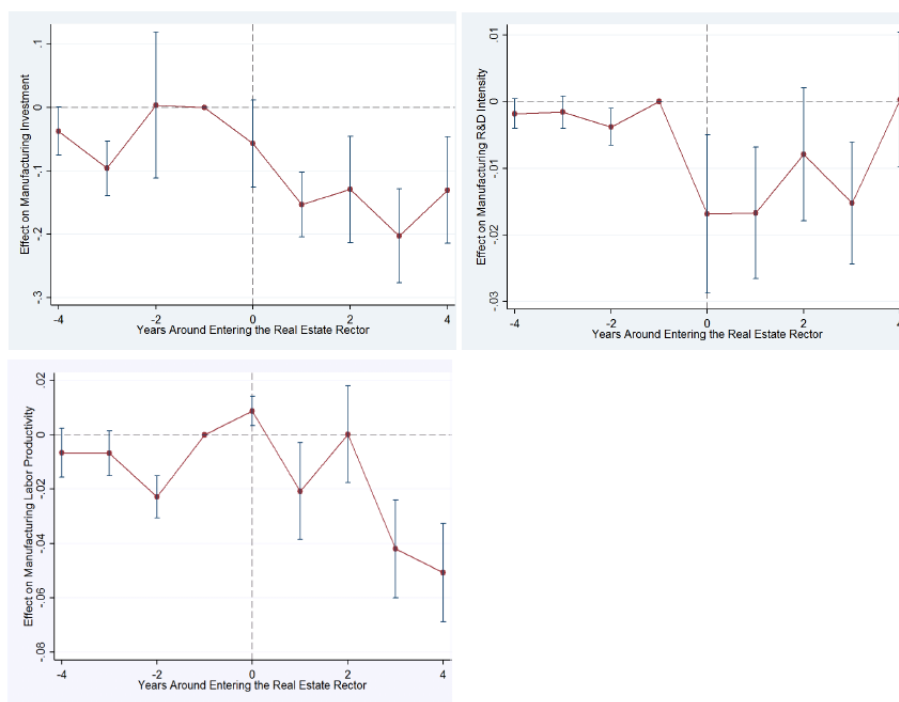 Effect on Manufacturing Investment
.1
0
-.1
-.2
-.3
-4 -2 0 2 4
Years Around Entering the Real Estate Rector
Effect on Manufacturing R&D Intensity
.01
0
-.01
-.02
-.03
-4 -2 0 2 4
Years Around Entering the Real Estate Rector
Effect on Manufacturing Labor Productivity
.02
0
-.02
-.04
-.06
-.08
-4 -2 0 2 4
Years Around Entering the Real Estate Rector